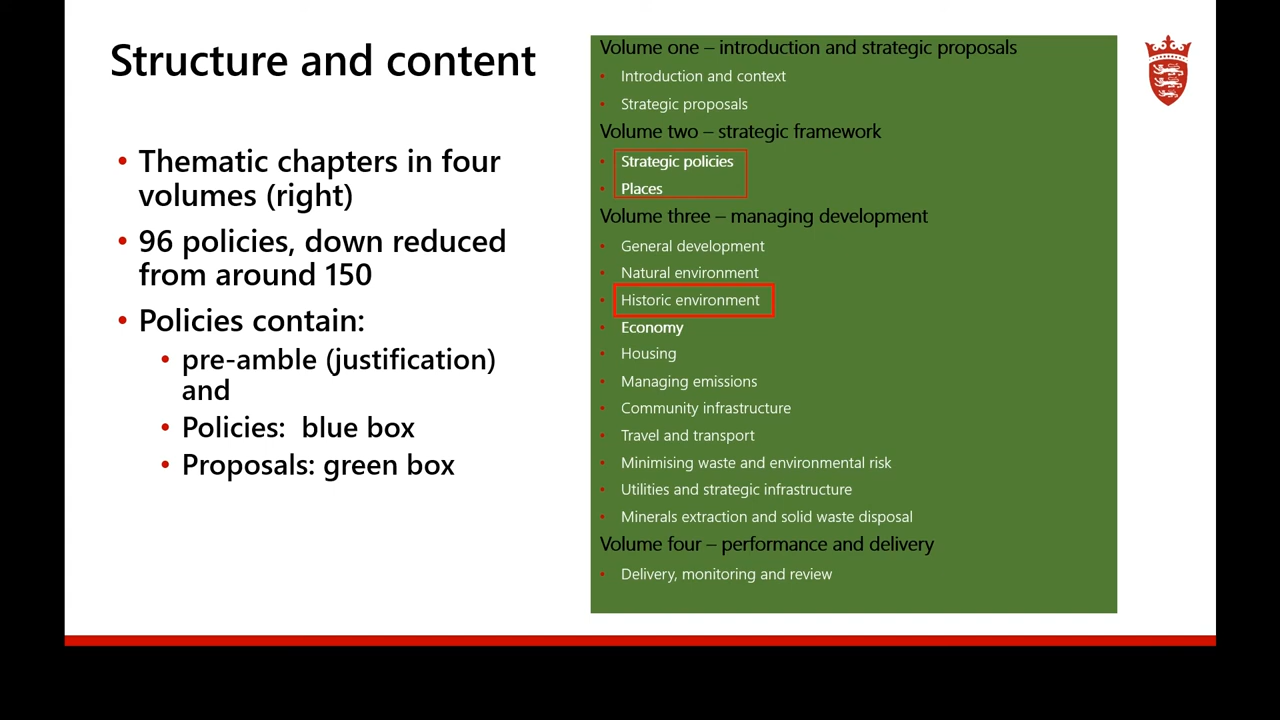 Structure and content
• Thematic chapters in four
volumes (right)
• 96 policies, down reduced
from around 150
• Policies contain:
• pre-amble (justification)
and
• Policies:  blue box
• Proposals: green box
Volume one – introduction and strategic proposals
• Introduction and context
• Strategic proposals
Volume two – strategic framework
• Strategic policies
• Places
Volume three – managing development
• General development
• Natural environment
• Historic environment
• Economy
• Housing
• Managing emissions
• Community infrastructure
• Travel and transport
• Minimising waste and environmental risk
• Utilities and strategic infrastructure
• Minerals extraction and solid waste disposal
Volume four – performance and delivery
• Delivery, monitoring and review